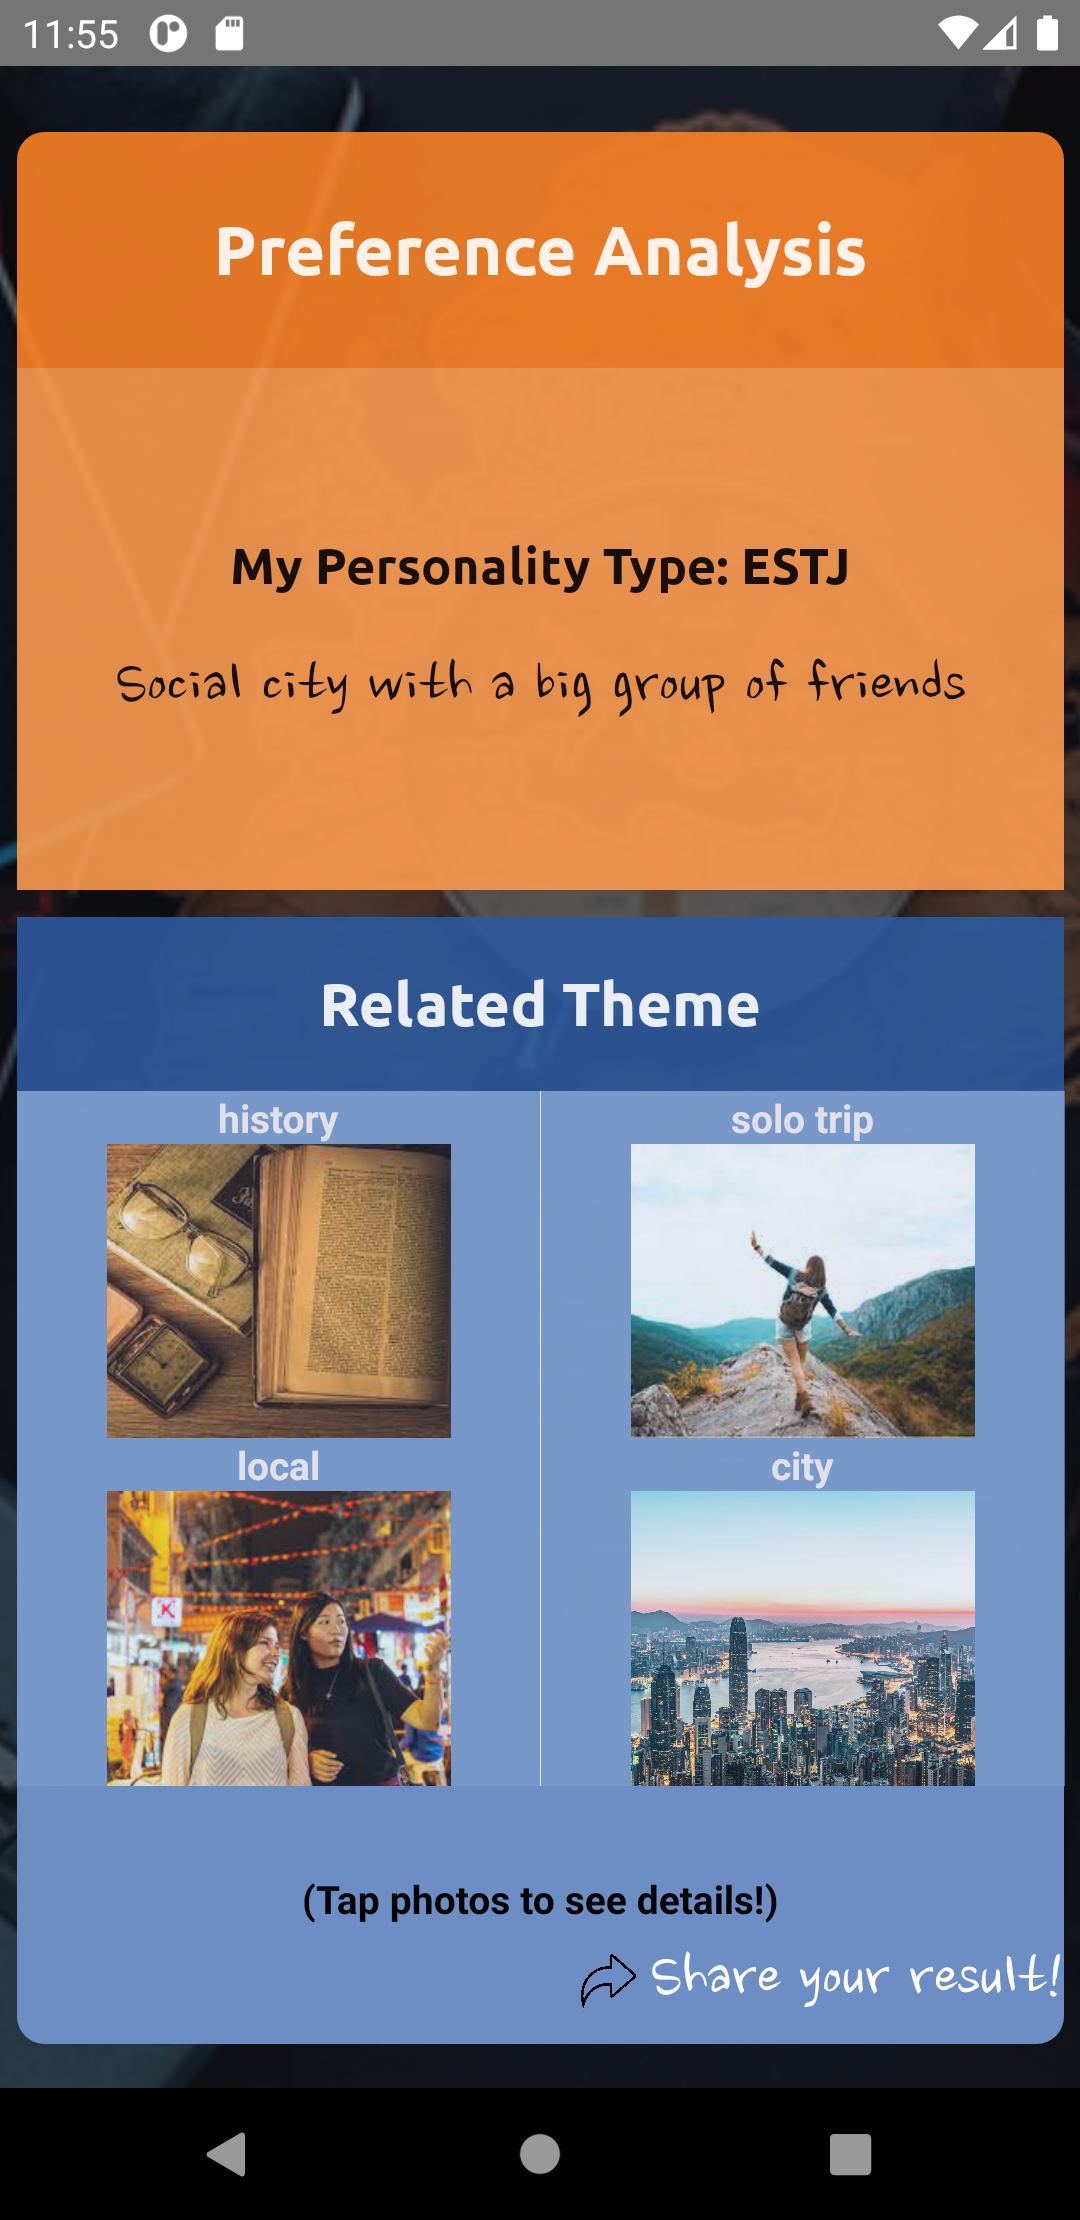 11:55
Preference Analysis
My Personality Type: ESTJ
Social city with a big group of friends
Related Theme
history
solo trip
local
city
(Tap photos to see details!)
Share your result!